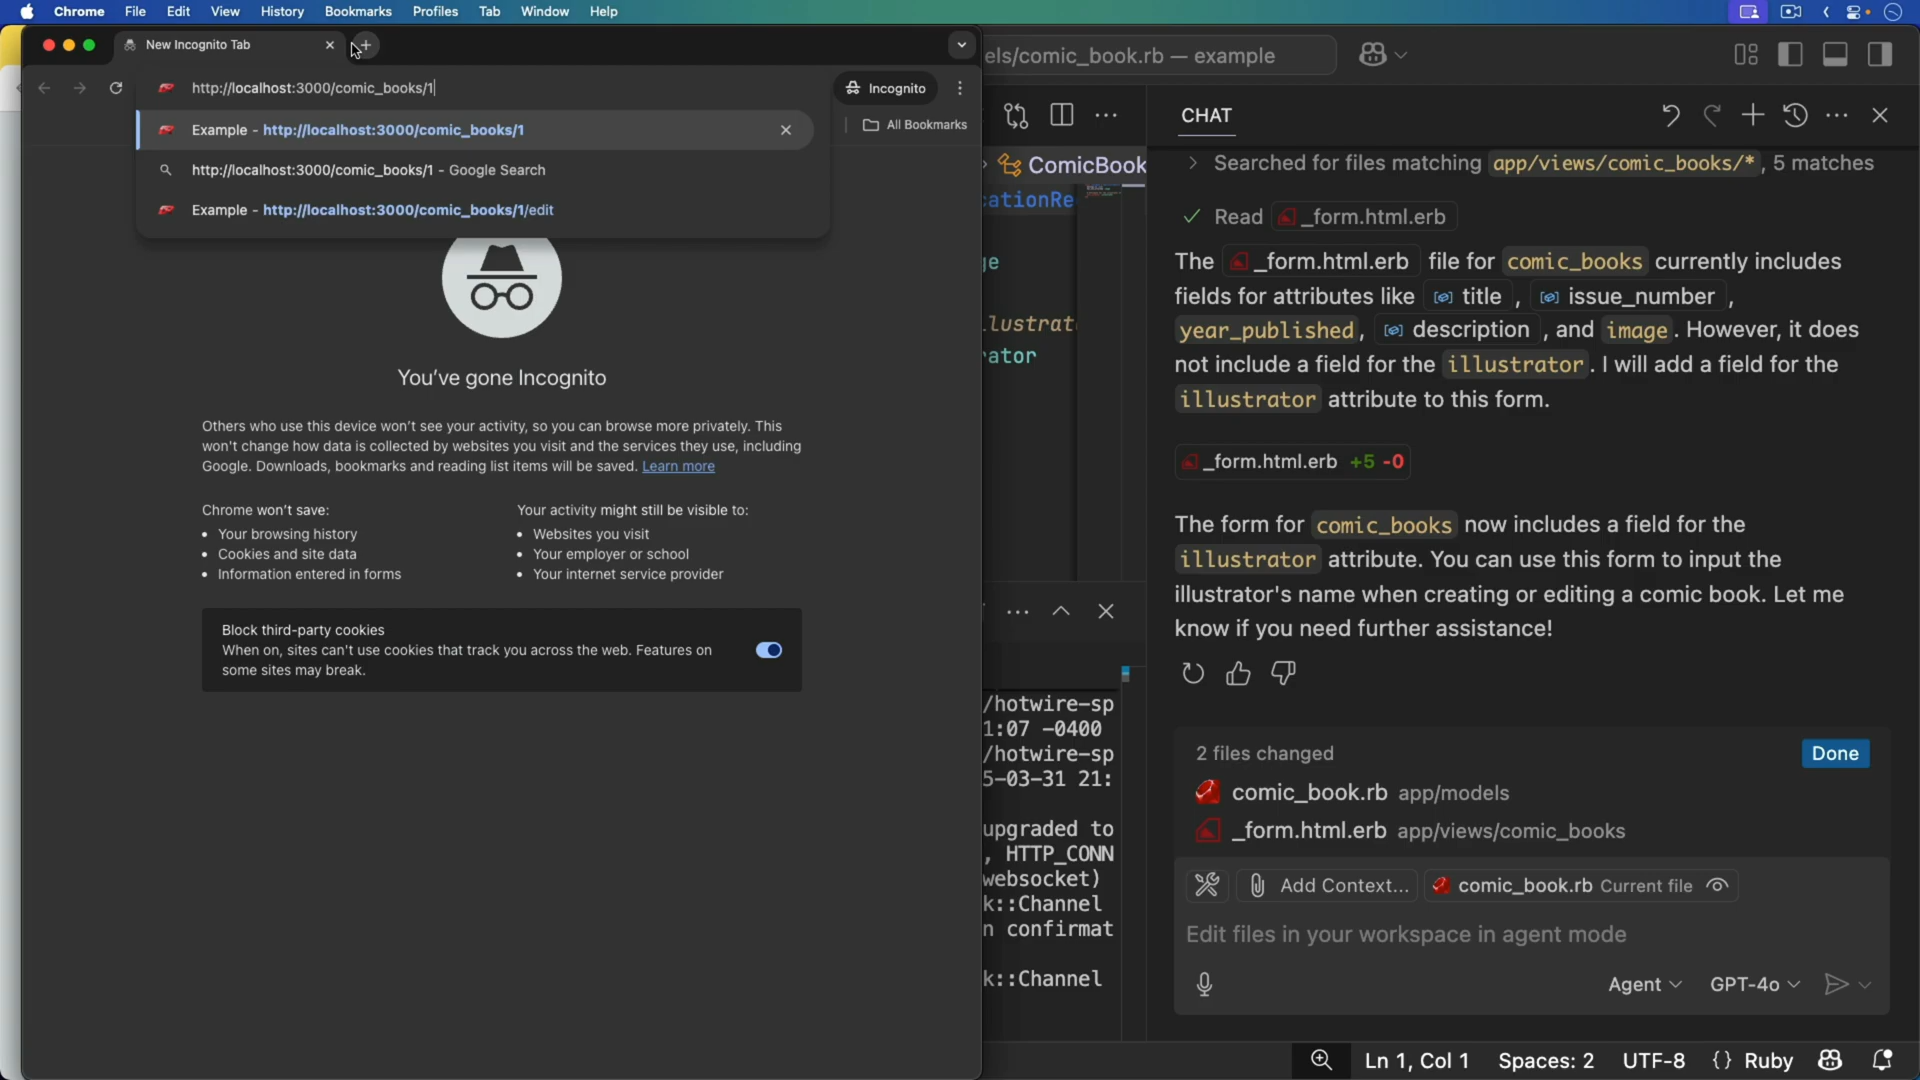 Chrome File Edit View History Bookmarks Profiles Tab Window Help
New Incognito Tab
http://localhost:3000/comic_books/1
Incognito
Example - http://localhost:3000/comic_books/1
All Bookmarks
http://localhost:3000/comic_books/1 - Google Search
Example - http://localhost:3000/comic_books/1/edit
You've gone Incognito
Others who use this device won't see your activity, so you can browse more privately. This
won't change how data is collected by websites you visit and the services they use, including
Google. Downloads, bookmarks and reading list items will be saved. Learn more
Chrome won't save:
• Your browsing history
• Cookies and site data
• Information entered in forms
Your activity might still be visible to:
• Websites you visit
• Your employer or school
• Your internet service provider
Block third-party cookies
When on, sites can't use cookies that track you across the web. Features on
some sites may break.
els/comic_book.rb — example
ComicBook
cationRe
ge
lustrat
ator
/hotwire-sp
1:07 -0400
/hotwire-sp
5-03-31 21:
upgraded to
, HTTP_CONN
websocket)
k::Channel
n confirmat
k::Channel
CHAT
Searched for files matching app/views/comic_books/*, 5 matches
Read _form.html.erb
The _form.html.erb file for comic_books currently includes
fields for attributes like title , issue_number ,
year_published, description , and image. However, it does
not include a field for the illustrator. I will add a field for the
illustrator attribute to this form.
_form.html.erb +5 -0
The form for comic_books now includes a field for the
illustrator attribute. You can use this form to input the
illustrator's name when creating or editing a comic book. Let me
know if you need further assistance!
2 files changed
Done
comic_book.rb app/models
_form.html.erb app/views/comic_books
Add Context... comic_book.rb Current file
Edit files in your workspace in agent mode
Agent GPT-4o
Ln 1, Col 1 Spaces: 2 UTF-8 {} Ruby